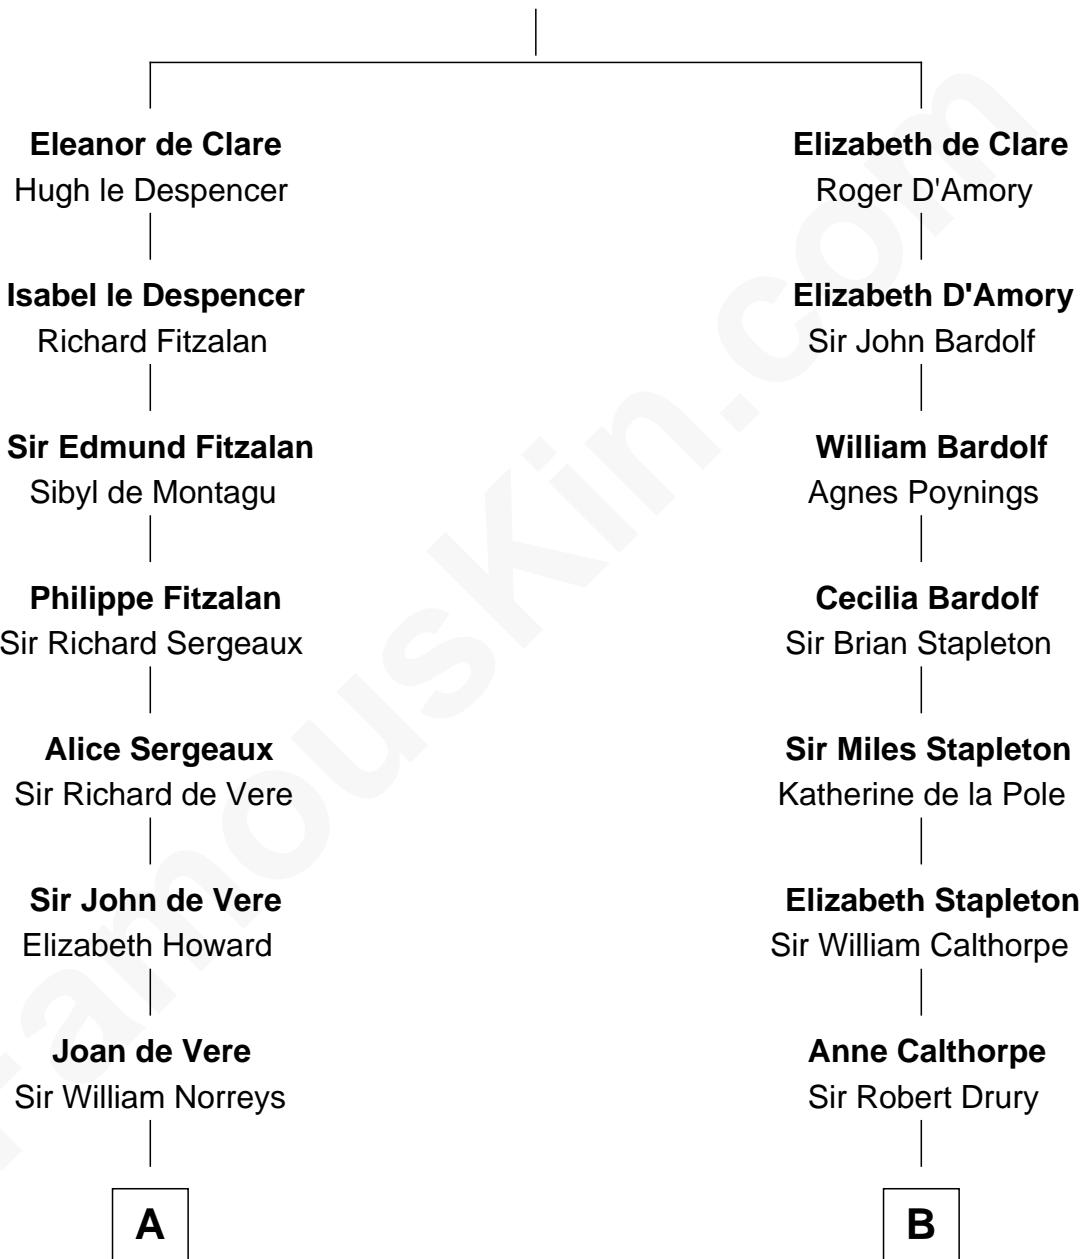 Eleanor de Clare
Hugh le Despencer
Isabel le Despencer
Richard Fitzalan
Sir Edmund Fitzalan
Sibyl de Montagu
Philippe Fitzalan
Sir Richard Sergeaux
Alice Sergeaux
Sir Richard de Vere
Sir John de Vere
Elizabeth Howard
Joan de Vere
Sir William Norreys
A
Elizabeth de Clare
Roger D'Amory
Elizabeth D'Amory
Sir John Bardolf
William Bardolf
Agnes Poynings
Cecilia Bardolf
Sir Brian Stapleton
Sir Miles Stapleton
Katherine de la Pole
Elizabeth Stapleton
Sir William Calthorpe
Anne Calthorpe
Sir Robert Drury
B
FamousKin.com